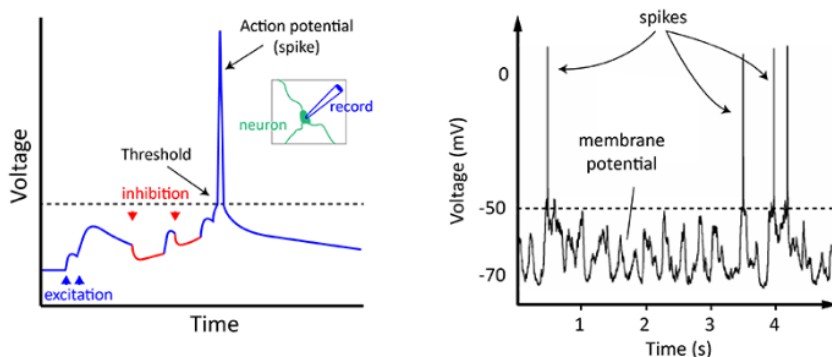 Action potential
(spike)
record
neuron
Threshold
inhibition
excitation
Voltage
Time
spikes
membrane
potential
Voltage (mV)
0
-50
-70
1
2
3
4
Time (s)